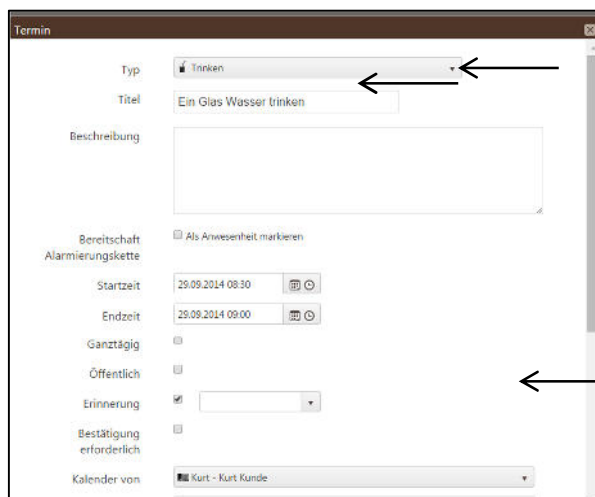 Termin
Typ Trinken
Titel Ein Glas Wasser trinken
Beschreibung
Bereitschaft
Alarmierungskette
Als Anwesenheit markieren
Startzeit 29.09.2014 08:30
Endzeit 29.09.2014 09:00
Ganztägig
Öffentlich
Erinnerung
Bestätigung
erforderlich
Kalender von Kurt - Kurt Kunde